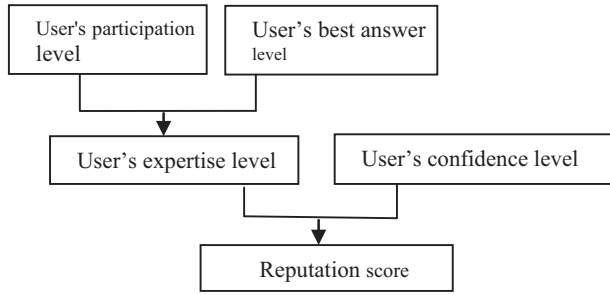 User's participation
level
User’s best answer
level
User’s expertise level
User’s confidence level
Reputation score